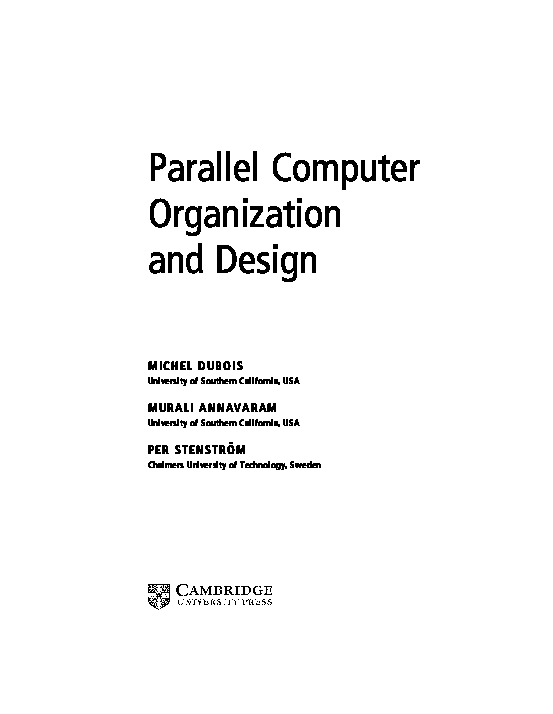 Parallel Computer
Organization
and Design
MICHEL DUBOIS
University of Southern California, USA
MURALI ANNAVARAM
University of Southern California, USA
PER STENSTRÖM
Chalmers University of Technology, Sweden
CAMBRIDGE
UNIVERSITY PRESS